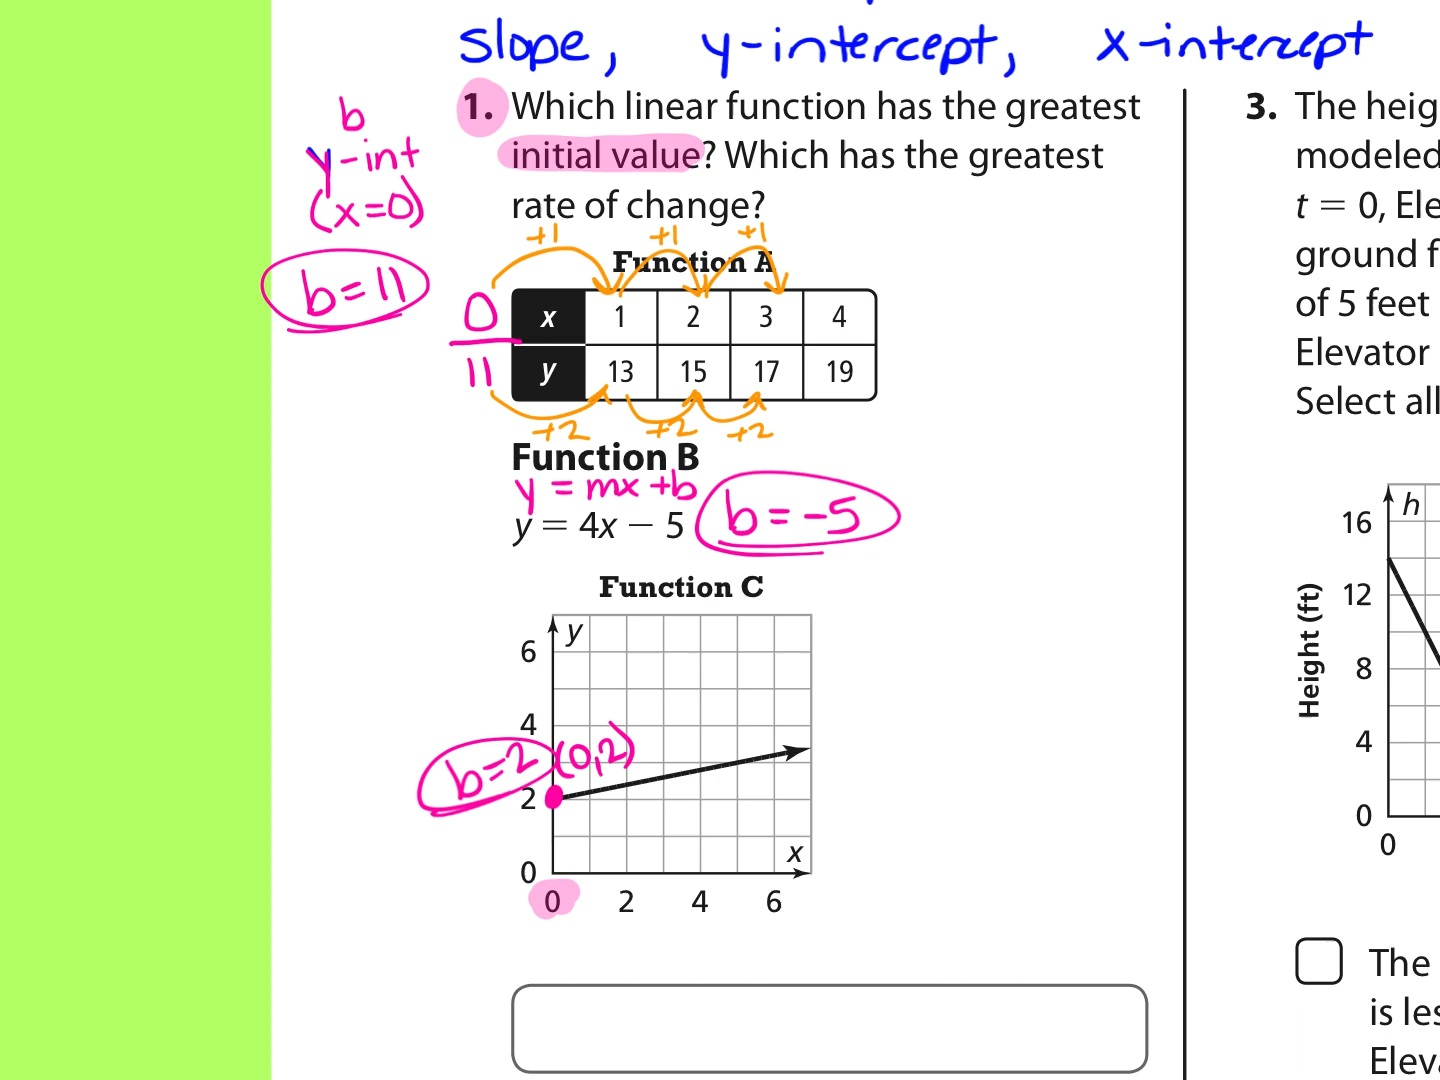 slope, y-intercept, x-intercept
b
y-int
(x=0)
b=11
1. Which linear function has the greatest
initial value? Which has the greatest
rate of change?
+1 +1 +1
Function A
0 x 1 2 3 4
11 y 13 15 17 19
+2 +2 +2
Function B
y = mx +b
y = 4x − 5 b=-5
Function C
y
6
4
b=2 (0,2)
2
x
0
0 2 4 6
3. The heig
modeled
t = 0, Ele
ground f
of 5 feet
Elevator
Select all
h
16
12
8
4
0
0
Height (ft)
The
is les
Eleva